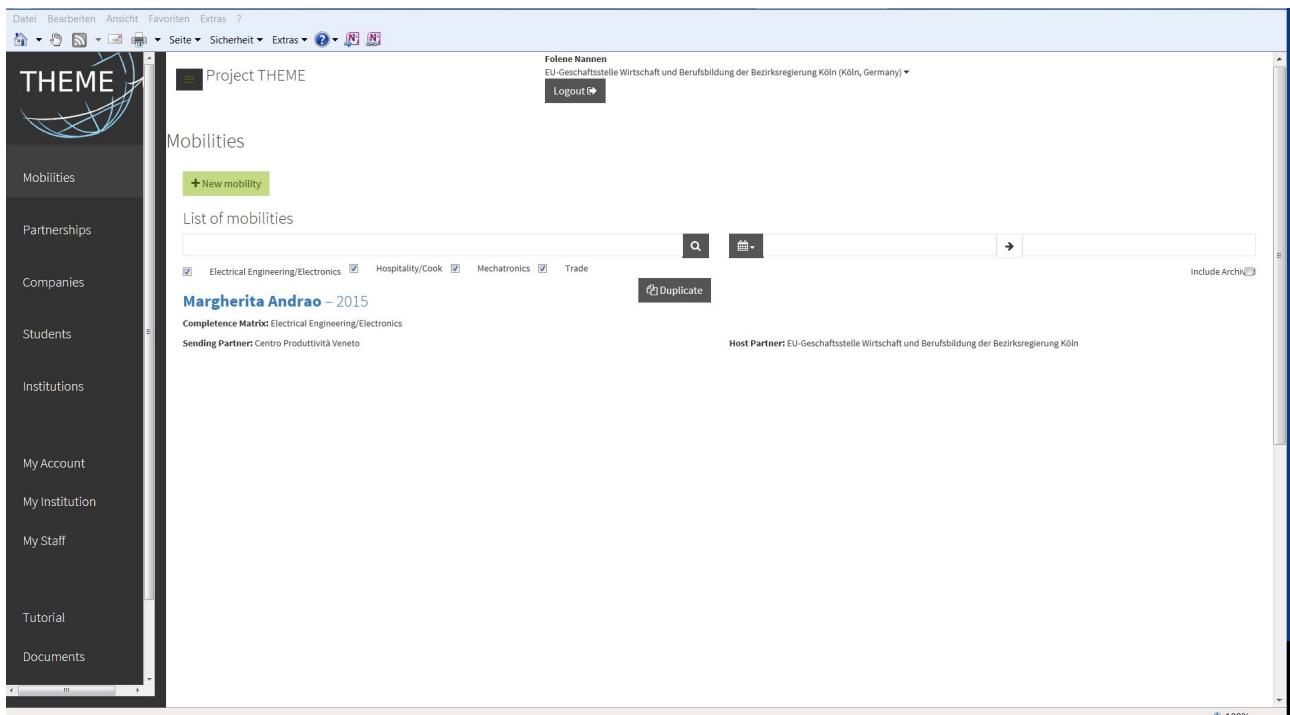 Datei Bearbeiten Ansicht Favoriten Extras ?
Seite Sicherheit Extras
THEME
Project THEME
Folene Nannen
EU-Geschaftsstelle Wirtschaft und Berufsbildung der Bezirksregierung Köln (Köln, Germany)
Logout
Mobilities
Mobilities
New mobility
Partnerships
List of mobilities
Electrical Engineering/Electronics Hospitality/Cook Mechatronics Trade
Include Archiv
Companies
Duplicate
Margherita Andrao – 2015
Completence Matrix: Electrical Engineering/Electronics
Students
Sending Partner: Centro Produttività Veneto
Host Partner: EU-Geschaftsstelle Wirtschaft und Berufsbildung der Bezirksregierung Köln
Institutions
My Account
My Institution
My Staff
Tutorial
Documents